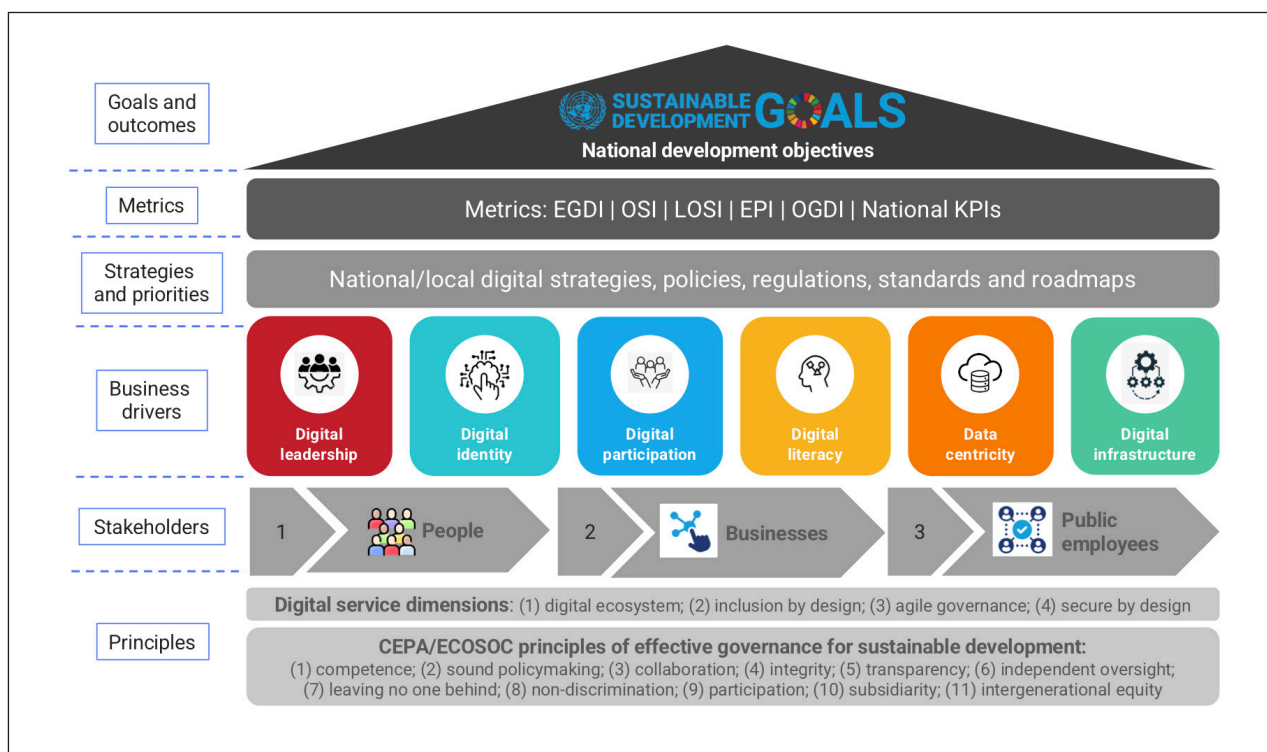 Goals and
outcomes
SUSTAINABLE
DEVELOPMENT
GOALS
National development objectives
Metrics
Metrics: EGDI | OSI | LOSI | EPI | OGDI | National KPIs
Strategies
and priorities
National/local digital strategies, policies, regulations, standards and roadmaps
Business
drivers
Digital
leadership
Digital
identity
Digital
participation
Digital
literacy
Data
centricity
Digital
infrastructure
Stakeholders
1
People
2
Businesses
3
Public
employees
Principles
Digital service dimensions: (1) digital ecosystem; (2) inclusion by design; (3) agile governance; (4) secure by design
CEPA/ECOSOC principles of effective governance for sustainable development:
(1) competence; (2) sound policymaking; (3) collaboration; (4) integrity; (5) transparency; (6) independent oversight;
(7) leaving no one behind; (8) non-discrimination; (9) participation; (10) subsidiarity; (11) intergenerational equity